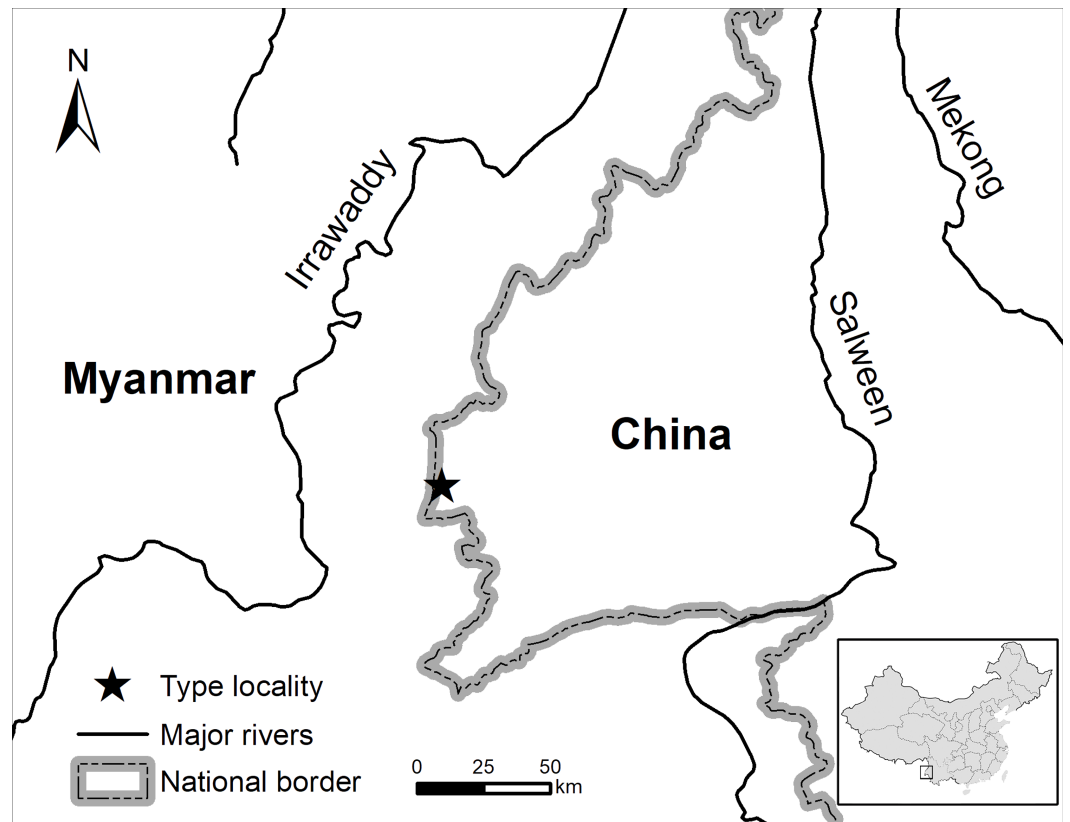 N
Mekong
Irrawaddy
Salween
Myanmar
China
Type locality
Major rivers
National border
0 25 50
km